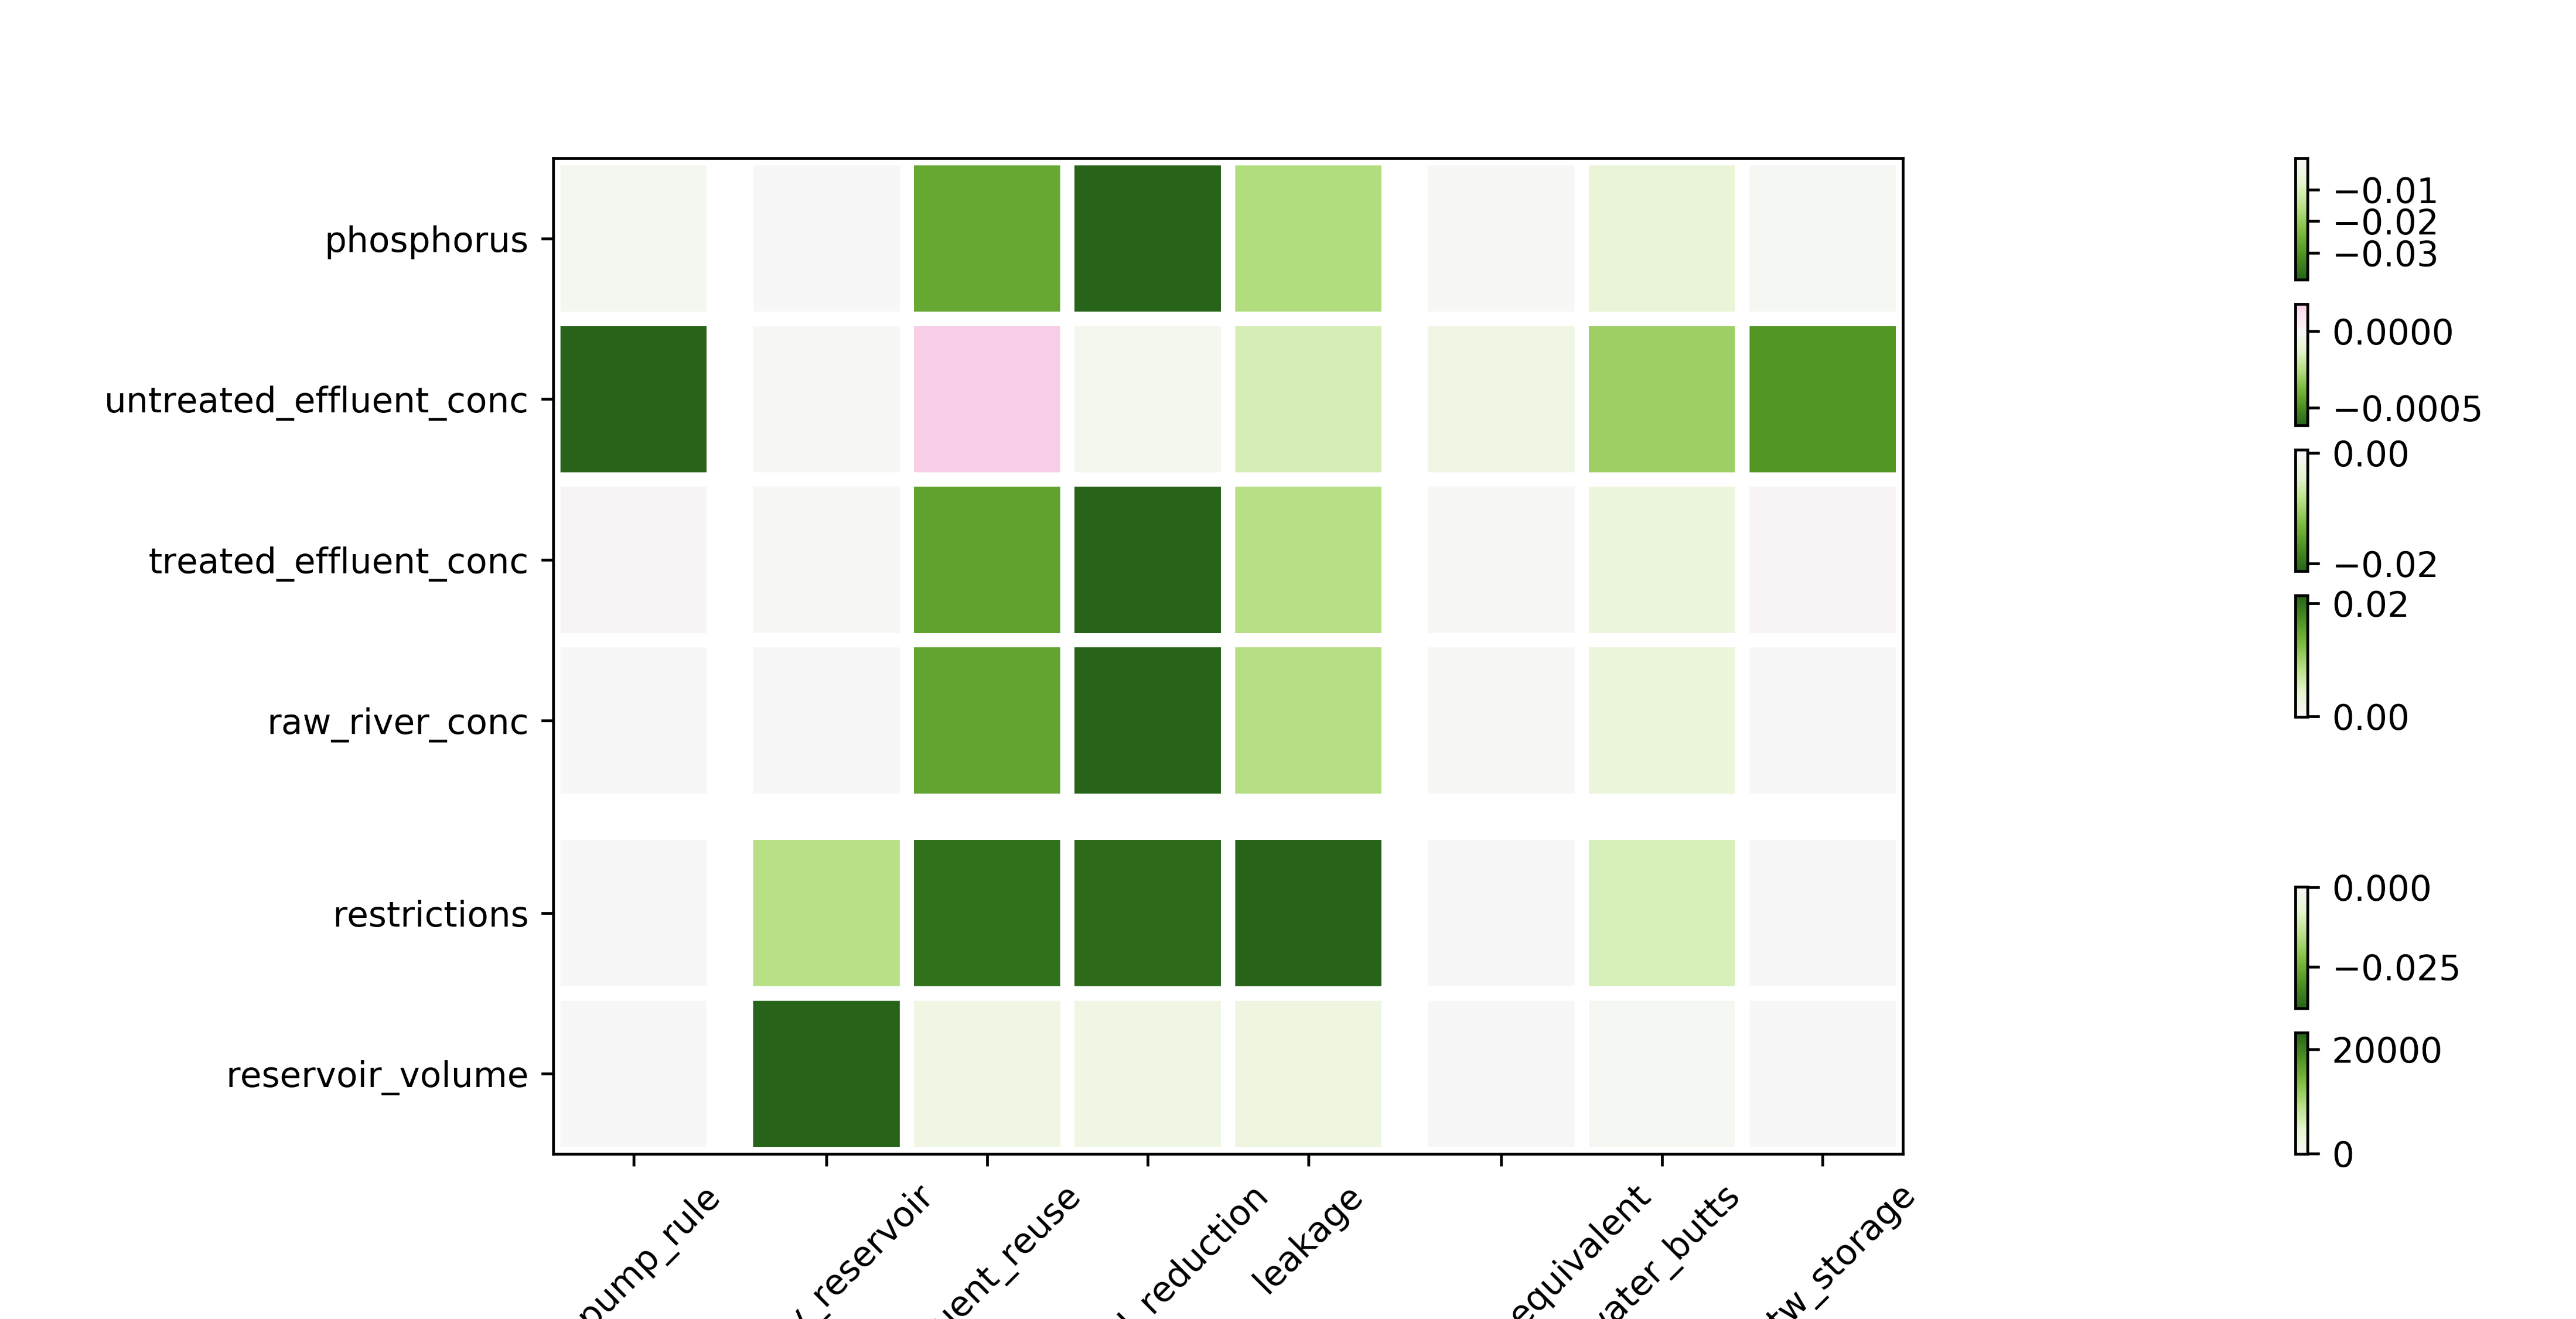 phosphorus
untreated_effluent_conc
treated_effluent_conc
raw_river_conc
restrictions
reservoir_volume
pump_rule
_reservoir
ent_reuse
_reduction
leakage
equivalent
ater_butts
tw_storage
−0.01
−0.02
−0.03
0.0000
−0.0005
0.00
−0.02
0.02
0.00
0.000
−0.025
20000
0